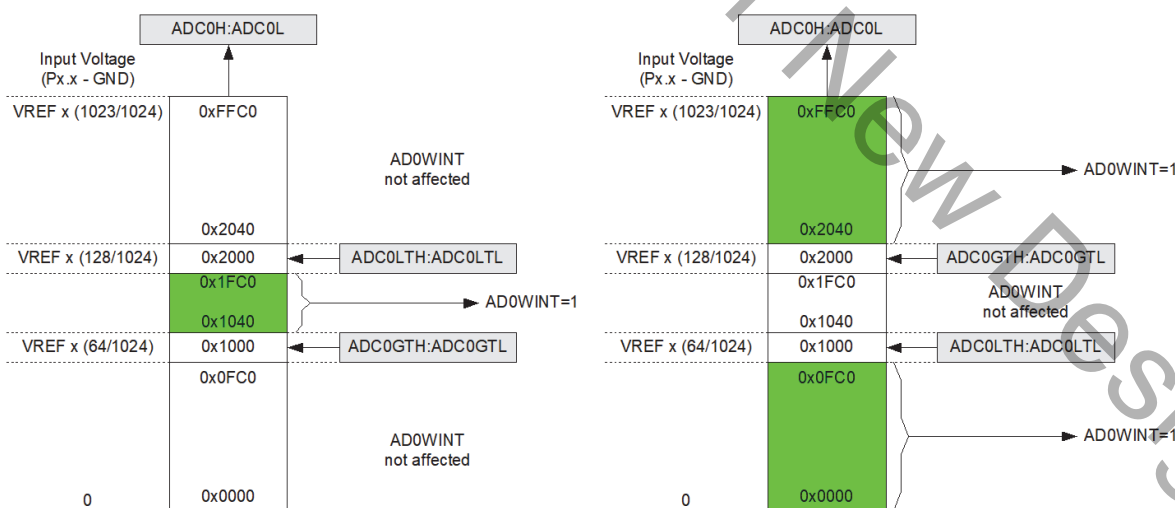 ADC0H:ADC0L
Input Voltage
(Px.x - GND)
VREF x (1023/1024)
0xFFC0
AD0WINT
not affected
0x2040
VREF x (128/1024)
0x2000
ADC0LTH:ADC0LTL
0x1FC0
AD0WINT=1
0x1040
VREF x (64/1024)
0x1000
ADC0GTH:ADC0GTL
0x0FC0
AD0WINT
not affected
0
0x0000
ADC0H:ADC0L
Input Voltage
(Px.x - GND)
VREF x (1023/1024)
0xFFC0
AD0WINT=1
0x2040
VREF x (128/1024)
0x2000
ADC0GTH:ADC0GTL
0x1FC0
AD0WINT
not affected
0x1040
VREF x (64/1024)
0x1000
ADC0LTH:ADC0LTL
0x0FC0
AD0WINT=1
0
0x0000
New